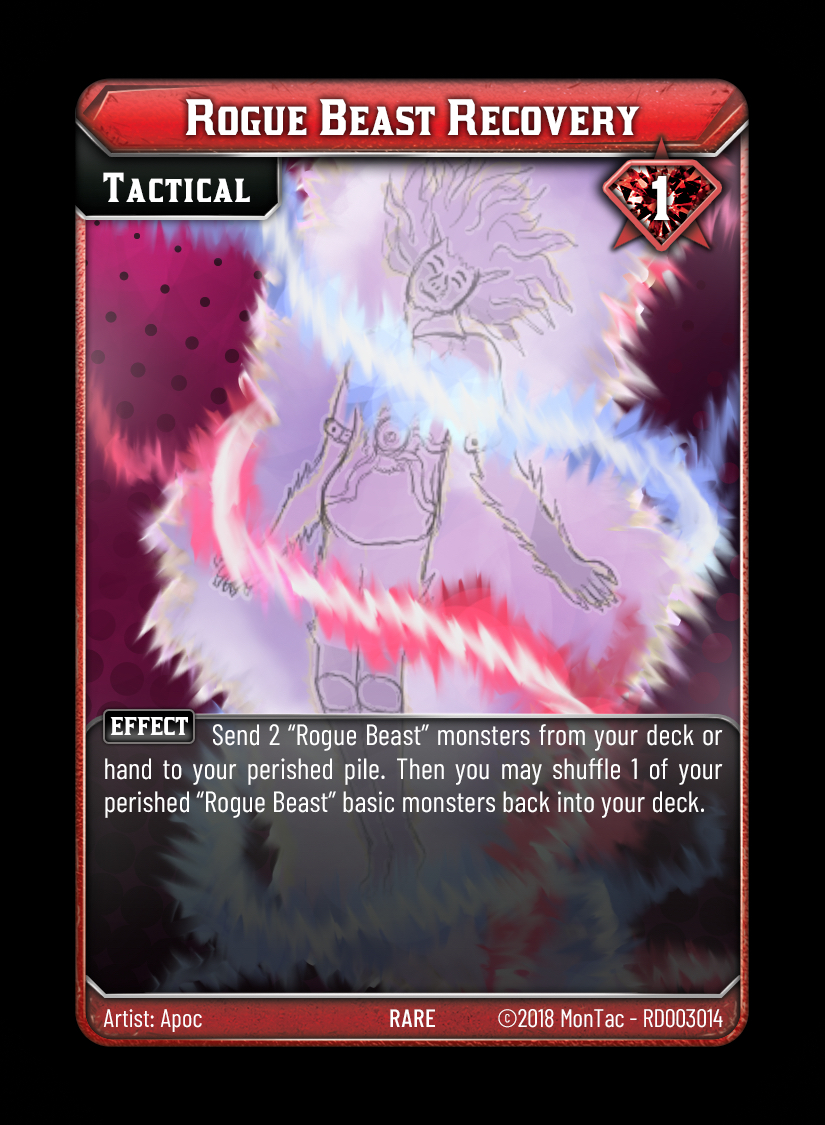 Rogue Beast Recovery
Tactical
1
EFFECT Send 2 “Rogue Beast” monsters from your deck or
hand to your perished pile. Then you may shuffle 1 of your
perished “Rogue Beast” basic monsters back into your deck.
Artist: Apoc RARE ©2018 MonTac - RD003014